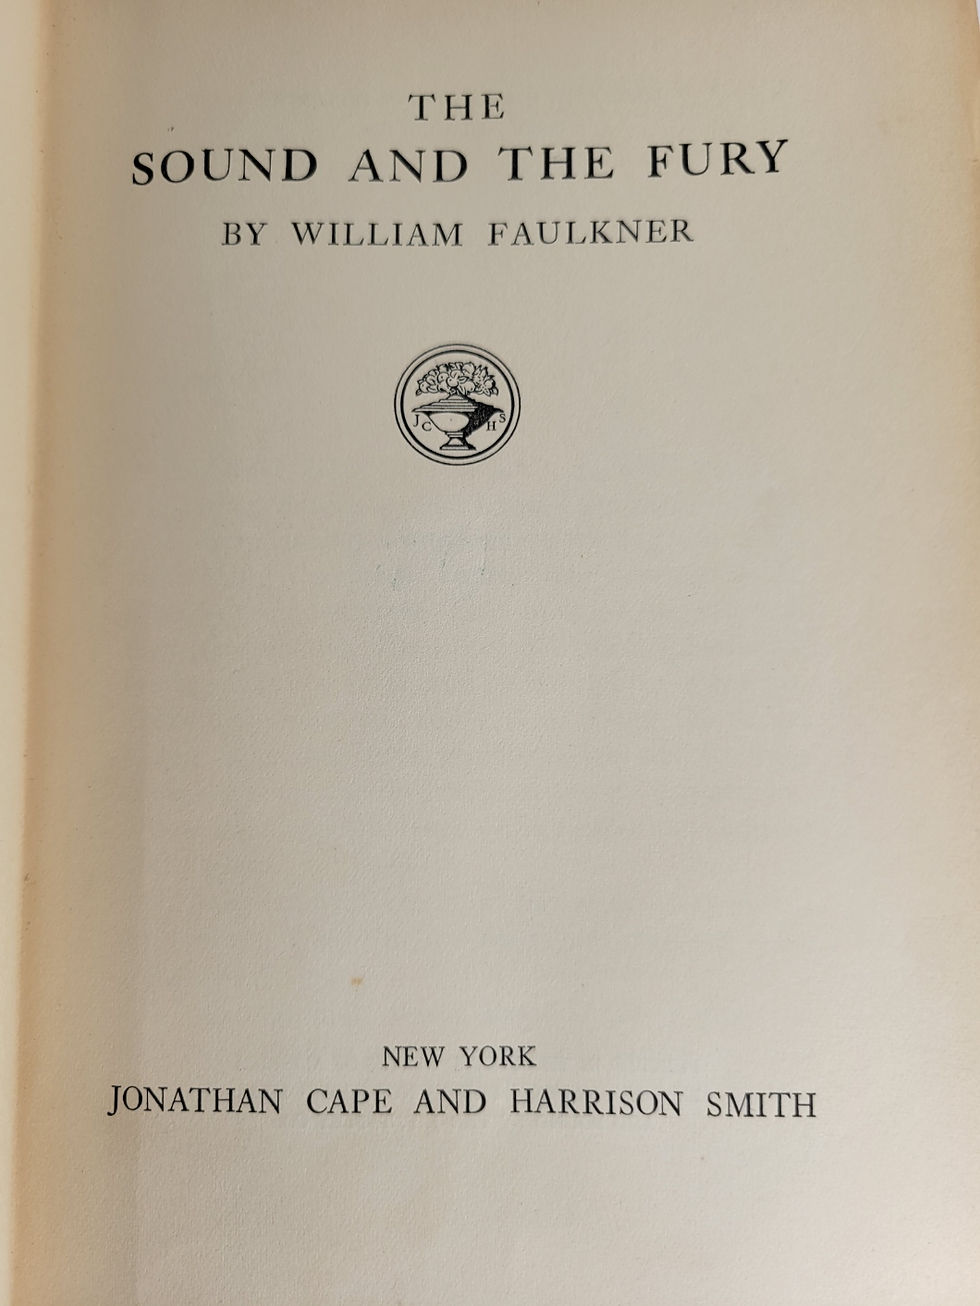 THE
SOUND AND THE FURY
BY WILLIAM FAULKNER
J C H S
NEW YORK
JONATHAN CAPE AND HARRISON SMITH